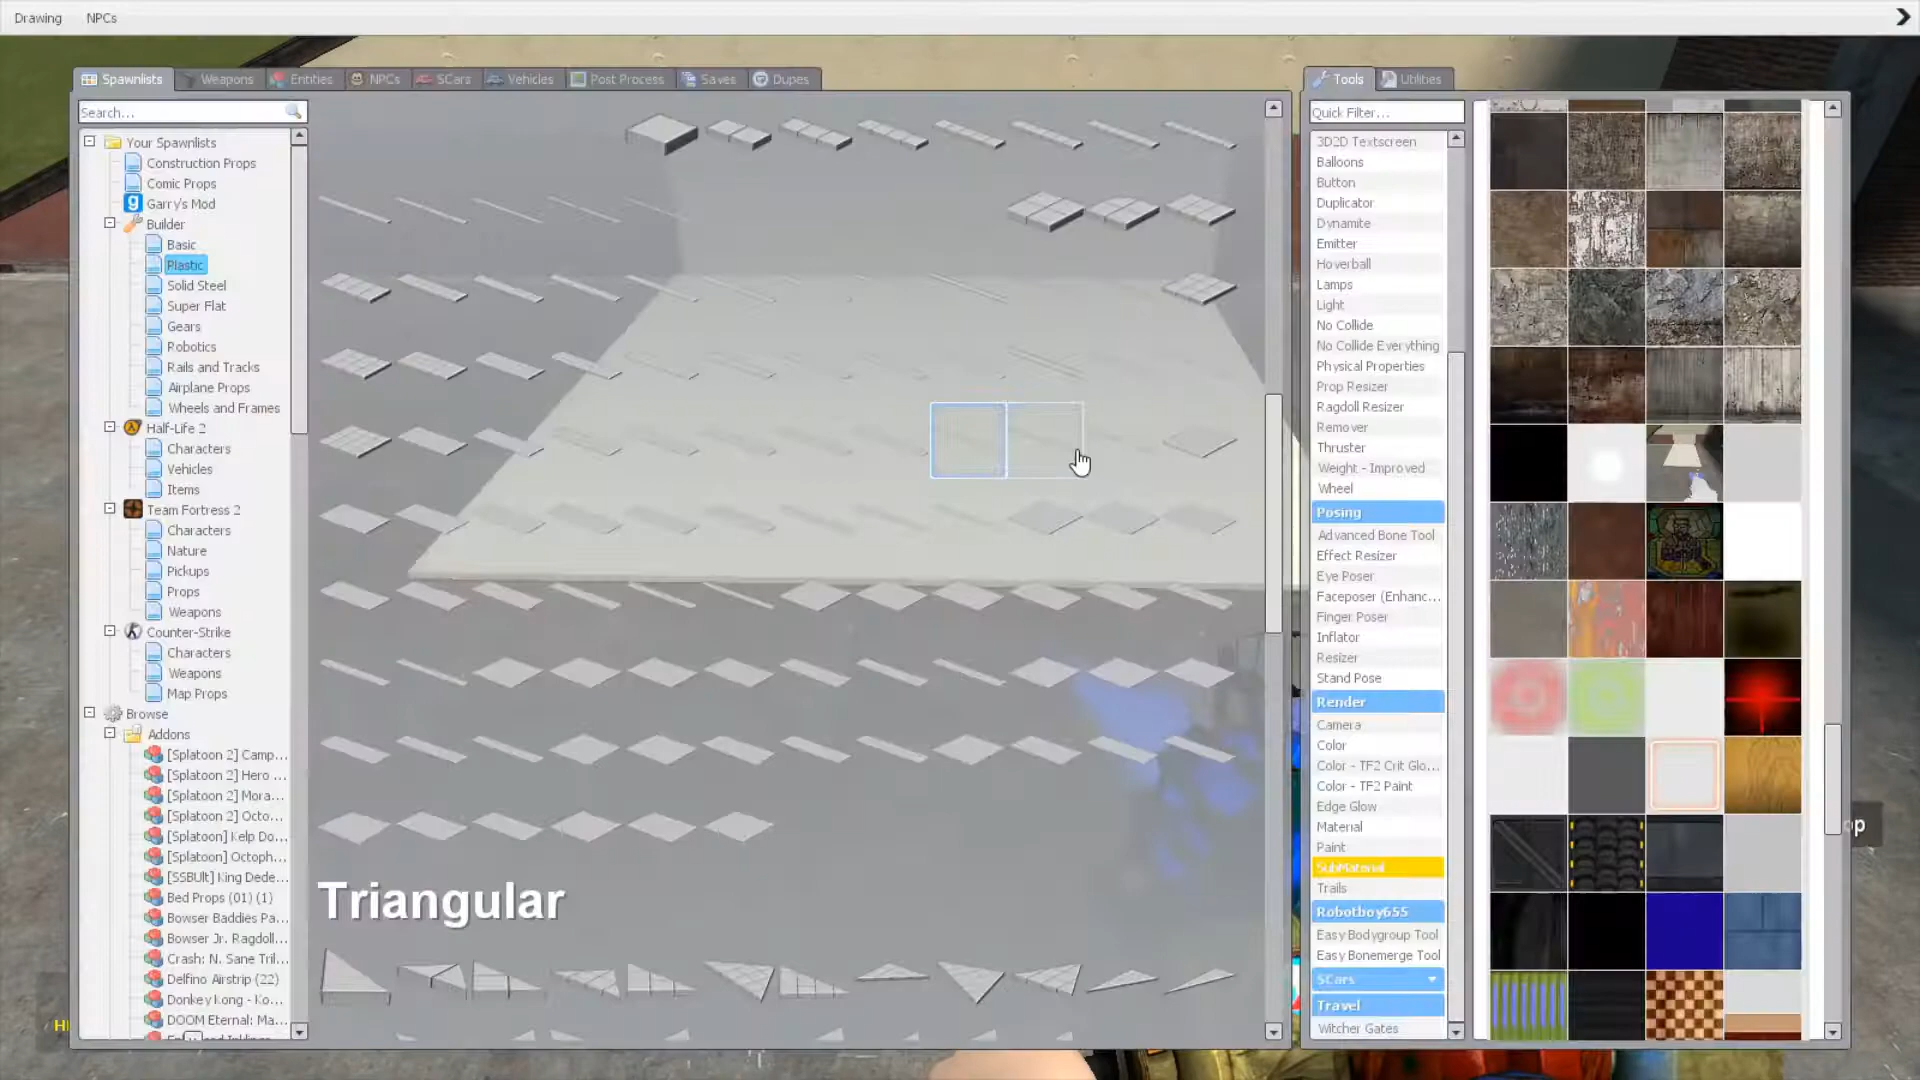 Drawing NPCs
Spawnlists Weapons Entities NPCs SCars Vehicles Post Process Saves Dupes
Tools Utilities
Search...
Your Spawnlists
Construction Props
Comic Props
Garry's Mod
Builder
Basic
Plastic
Solid Steel
Super Flat
Gears
Robotics
Rails and Tracks
Airplane Props
Wheels and Frames
Half-Life 2
Characters
Vehicles
Items
Team Fortress 2
Characters
Nature
Pickups
Props
Weapons
Counter-Strike
Characters
Weapons
Map Props
Browse
Addons
[Splatoon 2] Camp...
[Splatoon 2] Hero ...
[Splatoon 2] Mora...
[Splatoon 2] Octo...
[Splatoon] Kelp Do...
[Splatoon] Octoph...
[SSBUlt] King Dede...
Bed Props (01) (1)
Bowser Baddies Pa...
Bowser Jr. Ragdoll...
Crash: N. Sane Tril...
Delfino Airstrip (22)
Donkey Kong - Ko...
DOOM Eternal: Ma...
Triangular
Quick Filter...
3D2D Textscreen
Balloons
Button
Duplicator
Dynamite
Emitter
Hoverball
Lamps
Light
No Collide
No Collide Everything
Physical Properties
Prop Resizer
Ragdoll Resizer
Remover
Thruster
Weight - Improved
Wheel
Posing
Advanced Bone Tool
Effect Resizer
Eye Poser
Faceposer (Enhanc...
Finger Poser
Inflator
Resizer
Stand Pose
Render
Camera
Color
Color - TF2 Crit Glo...
Color - TF2 Paint
Edge Glow
Material
Paint
SubMaterial
Trails
Robotboy655
Easy Bodygroup Tool
Easy Bonemerge Tool
SCars
Travel
Witcher Gates